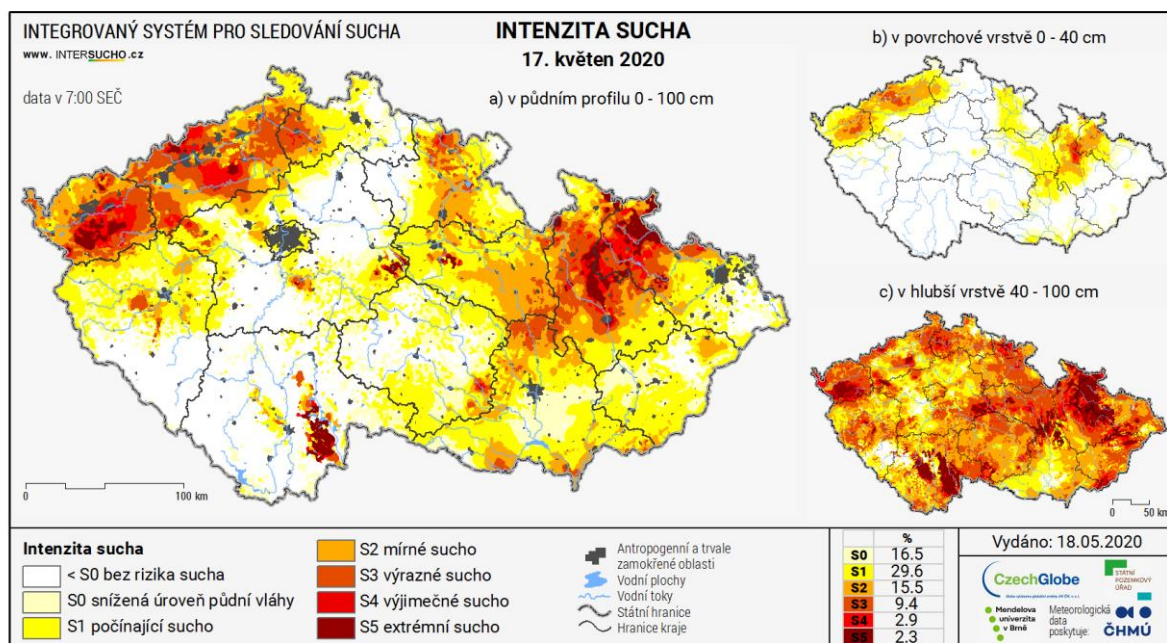 INTEGROVANÝ SYSTÉM PRO SLEDOVÁNÍ SUCHA
www. INTERSUCHO.cz
data v 7:00 SEČ
INTENZITA SUCHA
17. květen 2020
a) v půdním profilu 0 - 100 cm
b) v povrchové vrstvě 0 - 40 cm
c) v hlubší vrstvě 40 - 100 cm
0 100 km
0 50 km
Intenzita sucha
< S0 bez rizika sucha
S0 snížená úroveň půdní vláhy
S1 počínající sucho
S2 mírné sucho
S3 výrazné sucho
S4 výjimečné sucho
S5 extrémní sucho
Antropogenní a trvale
zamokřené oblasti
Vodní plochy
Vodní toky
Státní hranice
Hranice kraje
%
S0 16.5
S1 29.6
S2 15.5
S3 9.4
S4 2.9
S5 2.3
Vydáno: 18.05.2020
CzechGlobe
STÁTNÍ
POZEMKOVÝ
ÚŘAD
Mendelova
univerzita
v Brně
Meteorologická
data
poskytuje:
ČHMÚ